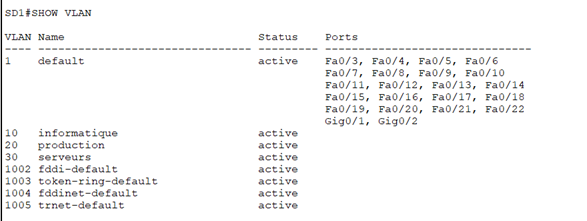 SD1#SHOW VLAN
VLAN Name Status Ports
---- -------------------------------- --------- -------------------------------
1 default active Fa0/3, Fa0/4, Fa0/5, Fa0/6
Fa0/7, Fa0/8, Fa0/9, Fa0/10
Fa0/11, Fa0/12, Fa0/13, Fa0/14
Fa0/15, Fa0/16, Fa0/17, Fa0/18
Fa0/19, Fa0/20, Fa0/21, Fa0/22
Gig0/1, Gig0/2
10 informatique active
20 production active
30 serveurs active
1002 fddi-default active
1003 token-ring-default active
1004 fddinet-default active
1005 trnet-default active